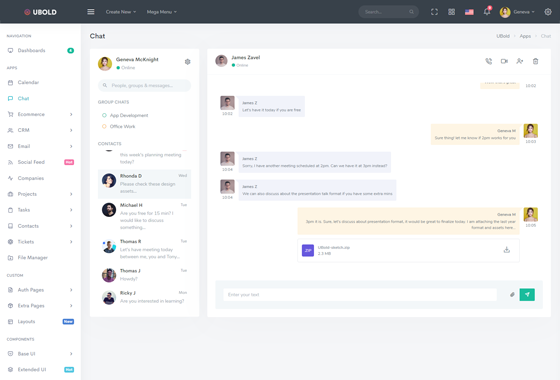 UBOLD
Create New
Mega Menu
Search...
9
Geneva
NAVIGATION
Dashboards
APPS
Calendar
Chat
Ecommerce
CRM
Email
Social Feed
Hot
Companies
Projects
Tasks
Contacts
Tickets
File Manager
CUSTOM
Auth Pages
Extra Pages
Layouts
New
COMPONENTS
Base UI
Extended UI
Hot
Chat
UBold > Apps > Chat
Geneva McKnight
Online
People, groups & messages...
GROUP CHATS
App Development
Office Work
CONTACTS
this week's planning meeting
today?
Rhonda D
Wed
Please check these design
assets...
Michael H
Tue
Are you free for 15 min? I
would like to discuss
something...
Thomas R
Tue
Let's have meeting today
between me, you and Tony...
Thomas J
Tue
Howdy?
Ricky J
Mon
Are you interested in learning?
James Zavel
Online
10:02
James Z
Let's have it today if you are free
10:02
Geneva M
Sure thing! let me know if 2pm works for you
10:03
James Z
Sorry, I have another meeting scheduled at 2pm. Can we have it at 3pm instead?
10:04
James Z
We can also discuss about the presentation talk format if you have some extra mins
10:04
Geneva M
3pm it is. Sure, let's discuss about presentation format, it would be great to finalize today. I am attaching the last year
format and assets here...
10:05
.ZIP
UBold-sketch.zip
2.3 MB
Enter your text